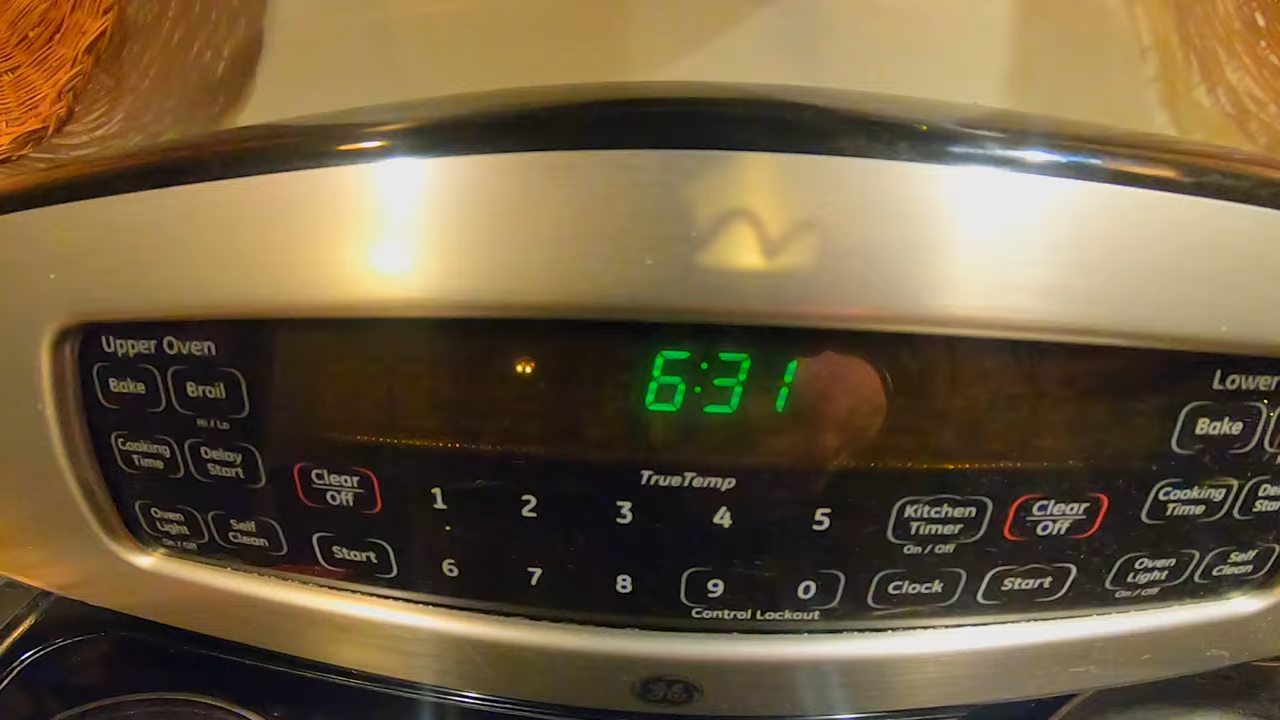 Upper Oven
Bake
Broil
Hi / Lo
Cooking Time
Delay Start
Oven Light
On / Off
Self Clean
Clear
Off
Start
6:31
TrueTemp
1 2 3 4 5
6 7 8 9 0
Control Lockout
Kitchen Timer
On / Off
Clear
Off
Clock
Start
Lower
Bake
Cooking Time
Oven Light
On / Off
Self Clean
GE